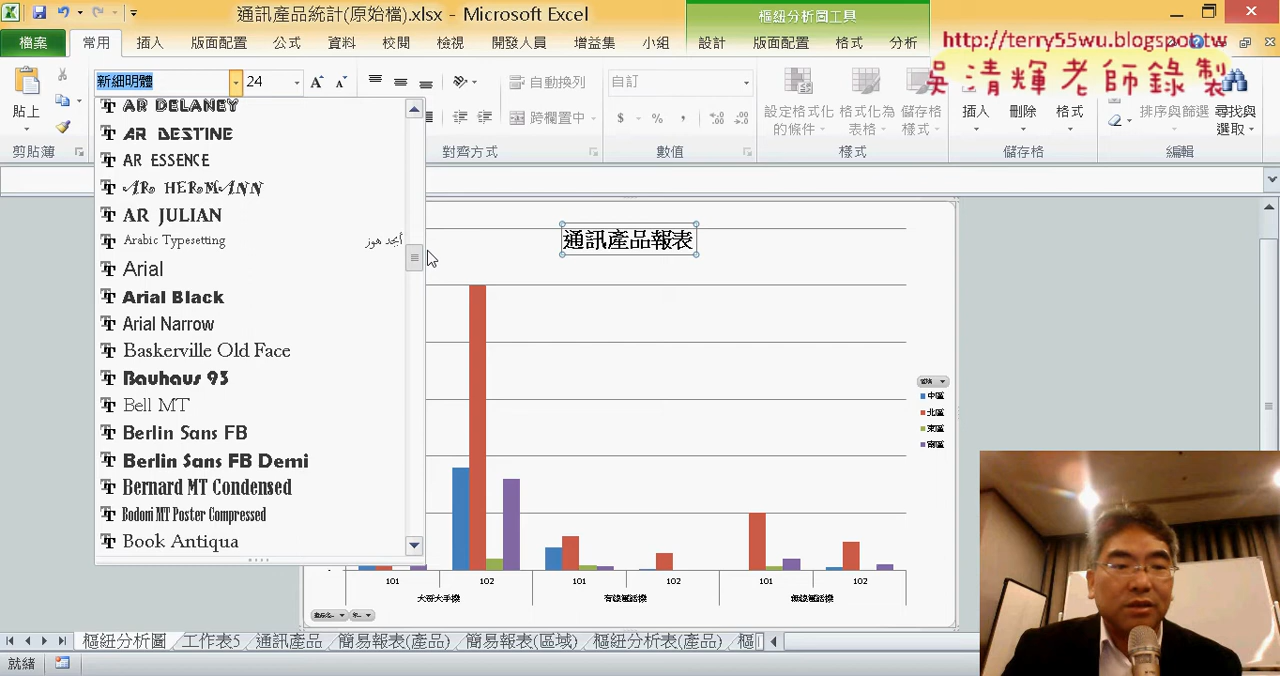 通訊產品統計(原始檔).xlsx - Microsoft Excel
樞紐分析圖工具
檔案 常用 插入 版面配置 公式 資料 校閱 檢視 開發人員 增益集 小組 設計 版面配置 格式 分析
http://terry55wu.blogspot.tw
吳清輝老師錄製
新細明體 24 自動換列 自訂
貼上 跨欄置中 $ % , 設定格式化的條件 格式化為表格 儲存格樣式 插入 刪除 格式 排序與篩選 尋找與選取
剪貼簿 對齊方式 數值 樣式 儲存格 編輯
AR DELANEY
AR DESTINE
AR ESSENCE
AR HERMANN
AR JULIAN
Arabic Typesetting أبجد هوز
Arial
Arial Black
Arial Narrow
Baskerville Old Face
Bauhaus 93
Bell MT
Berlin Sans FB
Berlin Sans FB Demi
Bernard MT Condensed
Bodoni MT Poster Compressed
Book Antiqua
通訊產品報表
中區
北區
東區
南區
101 102 101 102 101 102
大哥大手機 有線電話機 無線電話機
樞紐分析圖 工作表5 通訊產品 簡易報表(產品) 簡易報表(區域) 樞紐分析表(產品) 樞
就緒